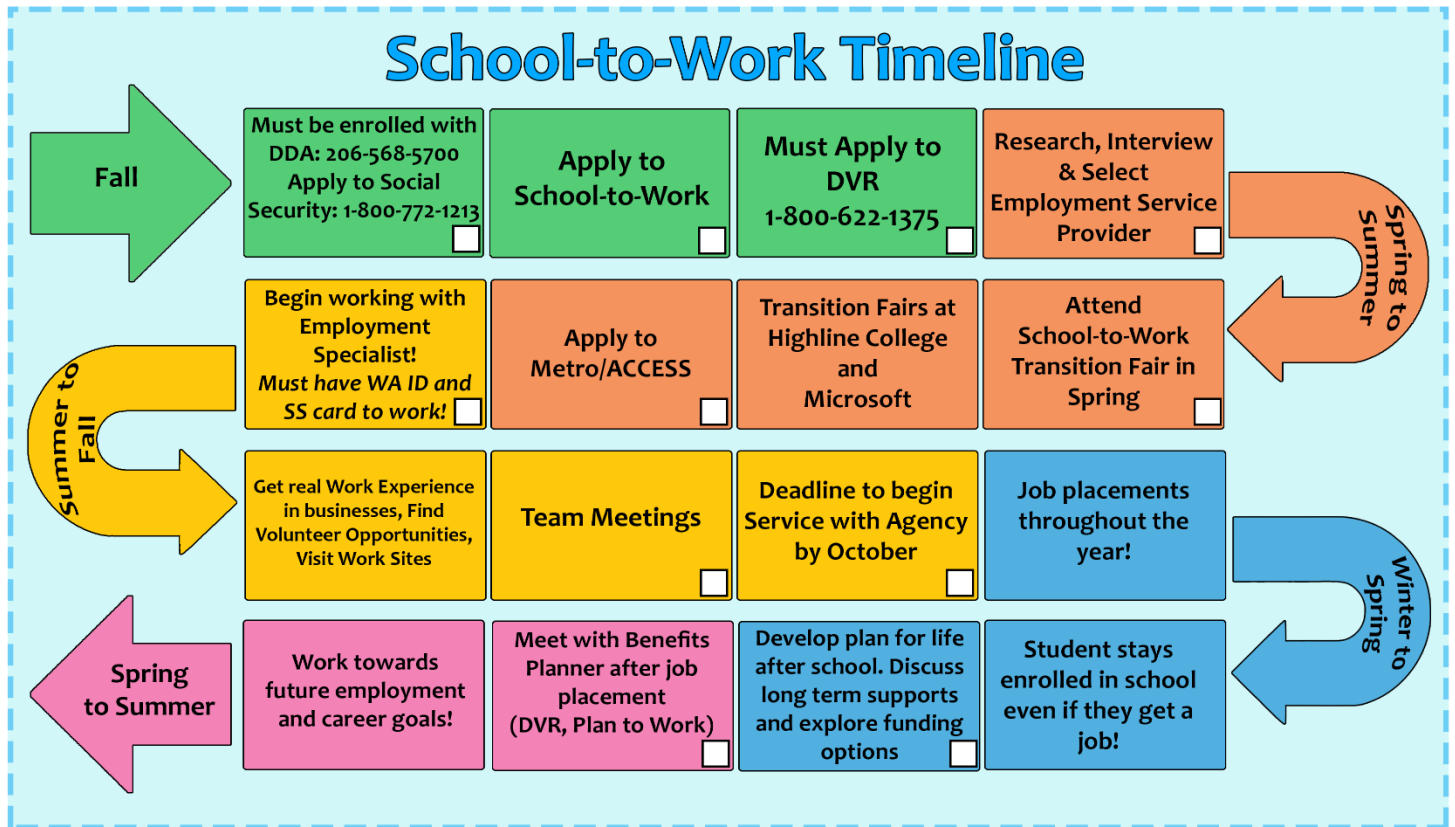 School-to-Work Timeline
Fall
Must be enrolled with
DDA: 206-568-5700
Apply to Social
Security: 1-800-772-1213
Apply to
School-to-Work
Must Apply to
DVR
1-800-622-1375
Research, Interview
& Select
Employment Service
Provider
Spring to
Summer
Attend
School-to-Work
Transition Fair in
Spring
Transition Fairs at
Highline College
and
Microsoft
Apply to
Metro/ACCESS
Begin working with
Employment
Specialist!
Must have WA ID and
SS card to work!
Summer to
Fall
Get real Work Experience
in businesses, Find
Volunteer Opportunities,
Visit Work Sites
Team Meetings
Deadline to begin
Service with Agency
by October
Job placements
throughout the
year!
Winter to
Spring
Student stays
enrolled in school
even if they get a
job!
Develop plan for life
after school. Discuss
long term supports
and explore funding
options
Meet with Benefits
Planner after job
placement
(DVR, Plan to Work)
Work towards
future employment
and career goals!
Spring
to Summer